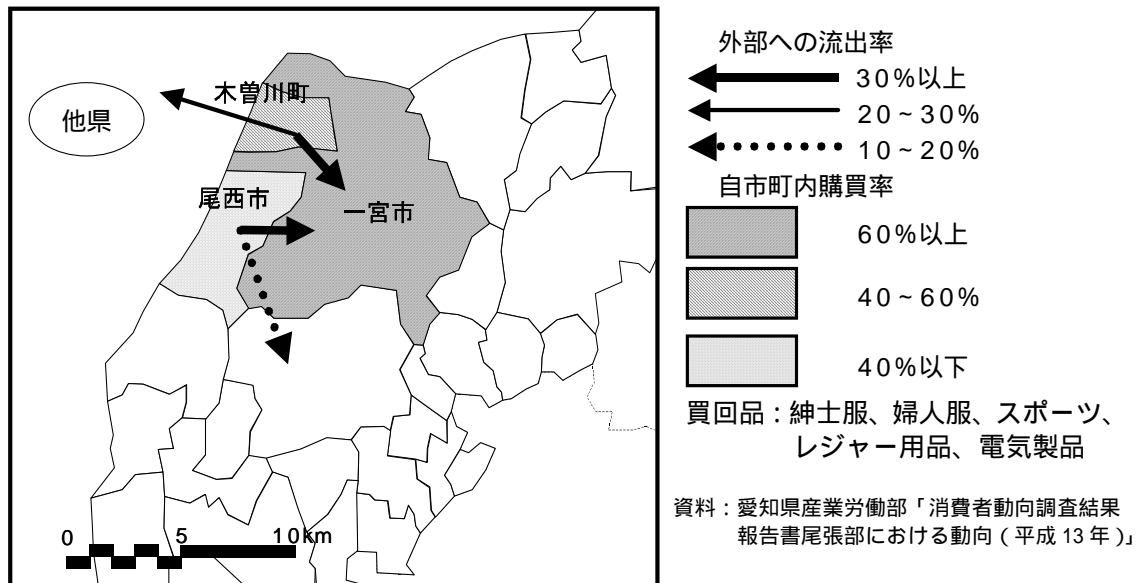 木曽川町
他県
尾西市
一宮市
0 5 10km
外部への流出率
30%以上
20~30%
10~20%
自市町内購買率
60%以上
40~60%
40%以下
買回品:紳士服、婦人服、スポーツ、
レジャー用品、電気製品
資料:愛知県産業労働部「消費者動向調査結果
報告書尾張部における動向(平成13年)」